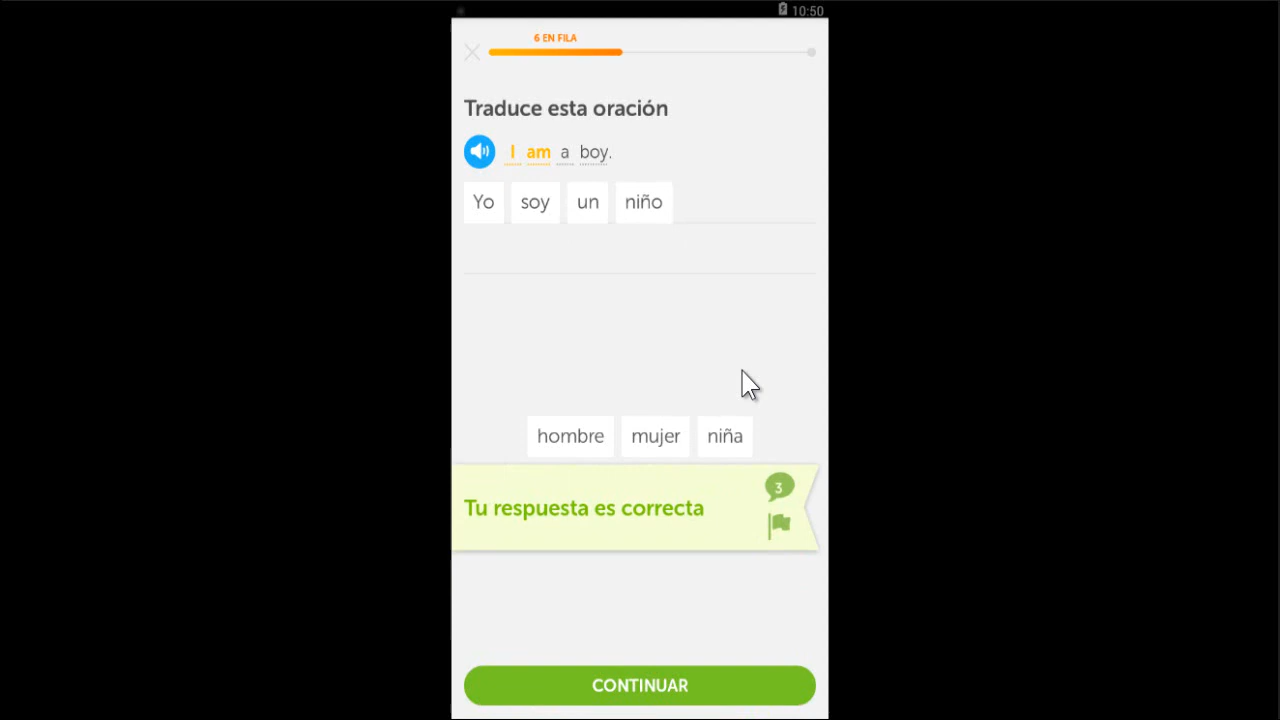 10:50
6 EN FILA
Traduce esta oración
I am a boy.
Yo soy un niño
hombre mujer niña
3
Tu respuesta es correcta
CONTINUAR